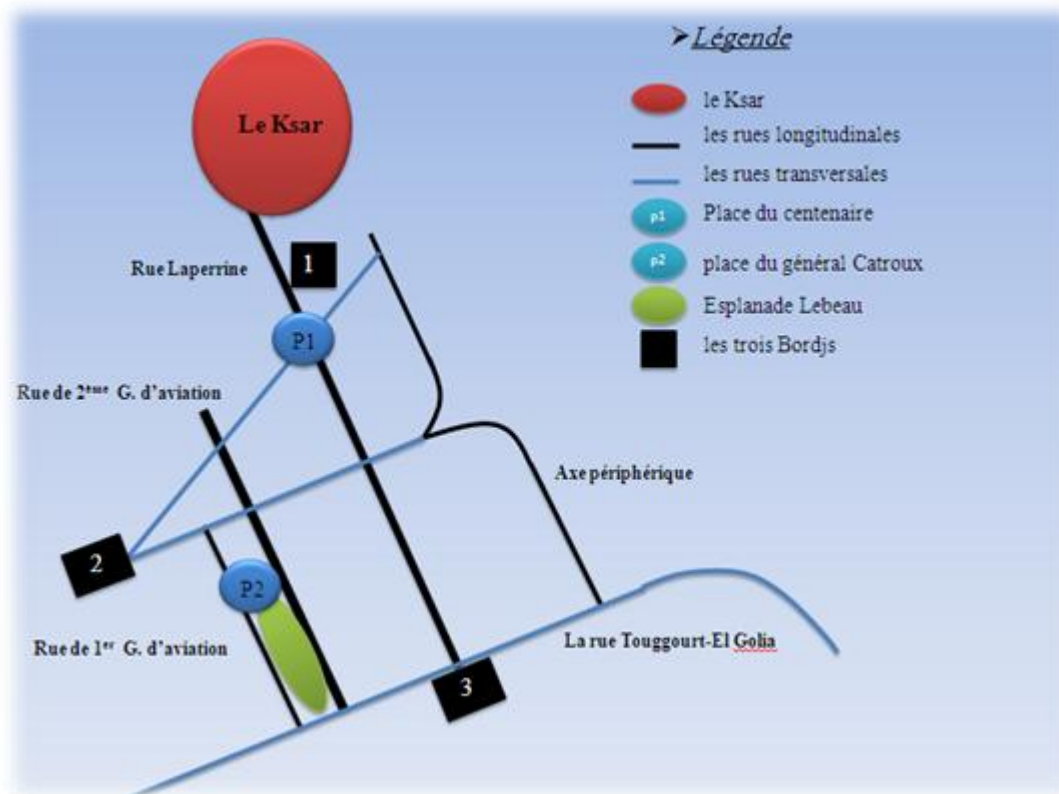 ➤Légende
Le Ksar
le Ksar
les rues longitudinales
les rues transversales
p1
Place du centenaire
p2
place du général Catroux
Esplanade Lebeau
les trois Bordjs
Rue Laperrine
1
P1
Rue de 2ème G. d'aviation
Axe périphérique
2
P2
Rue de 1er G. d'aviation
La rue Touggourt-El Golia
3